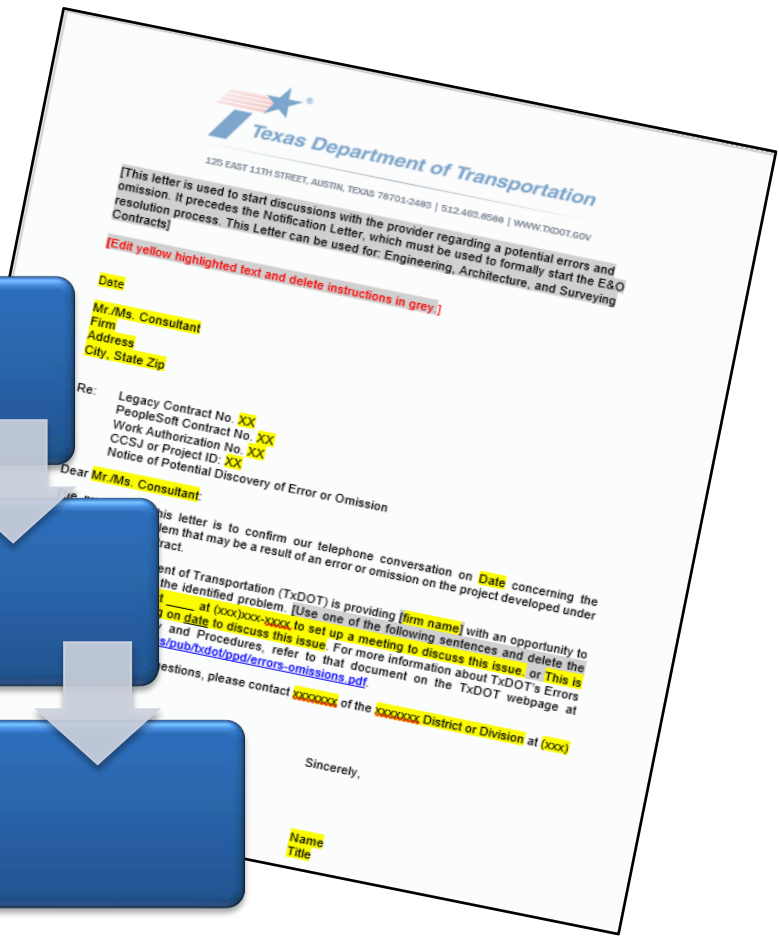 Texas Department of Transportation
125 EAST 11TH STREET, AUSTIN, TEXAS 78701-2483 | 512.463.8588 | WWW.TXDOT.GOV
[This letter is used to start discussions with the provider regarding a potential errors and
omission. It precedes the Notification Letter, which must be used to formally start the E&O
resolution process. This Letter can be used for: Engineering, Architecture, and Surveying
Contracts]
[Edit yellow highlighted text and delete instructions in grey.]
Date
Mr./Ms. Consultant
Firm
Address
City, State Zip
Re:
Legacy Contract No. XX
PeopleSoft Contract No. XX
Work Authorization No. XX
CCSJ or Project ID: XX
Notice of Potential Discovery of Error or Omission
Dear Mr./Ms. Consultant:
his letter is to confirm our telephone conversation on Date concerning the
lem that may be a result of an error or omission on the project developed under
ract.
ent of Transportation (TxDOT) is providing [firm name] with an opportunity to
the identified problem. [Use one of the following sentences and delete the
t ____ at (xxx)xxx-xxxx to set up a meeting to discuss this issue. or This is
g on date to discuss this issue. For more information about TxDOT's Errors
y and Procedures, refer to that document on the TxDOT webpage at
s/pub/txdot/ppd/errors-omissions.pdf.
uestions, please contact xxxxxxx of the xxxxxxx District or Division at (xxx)
Sincerely,
Name
Title